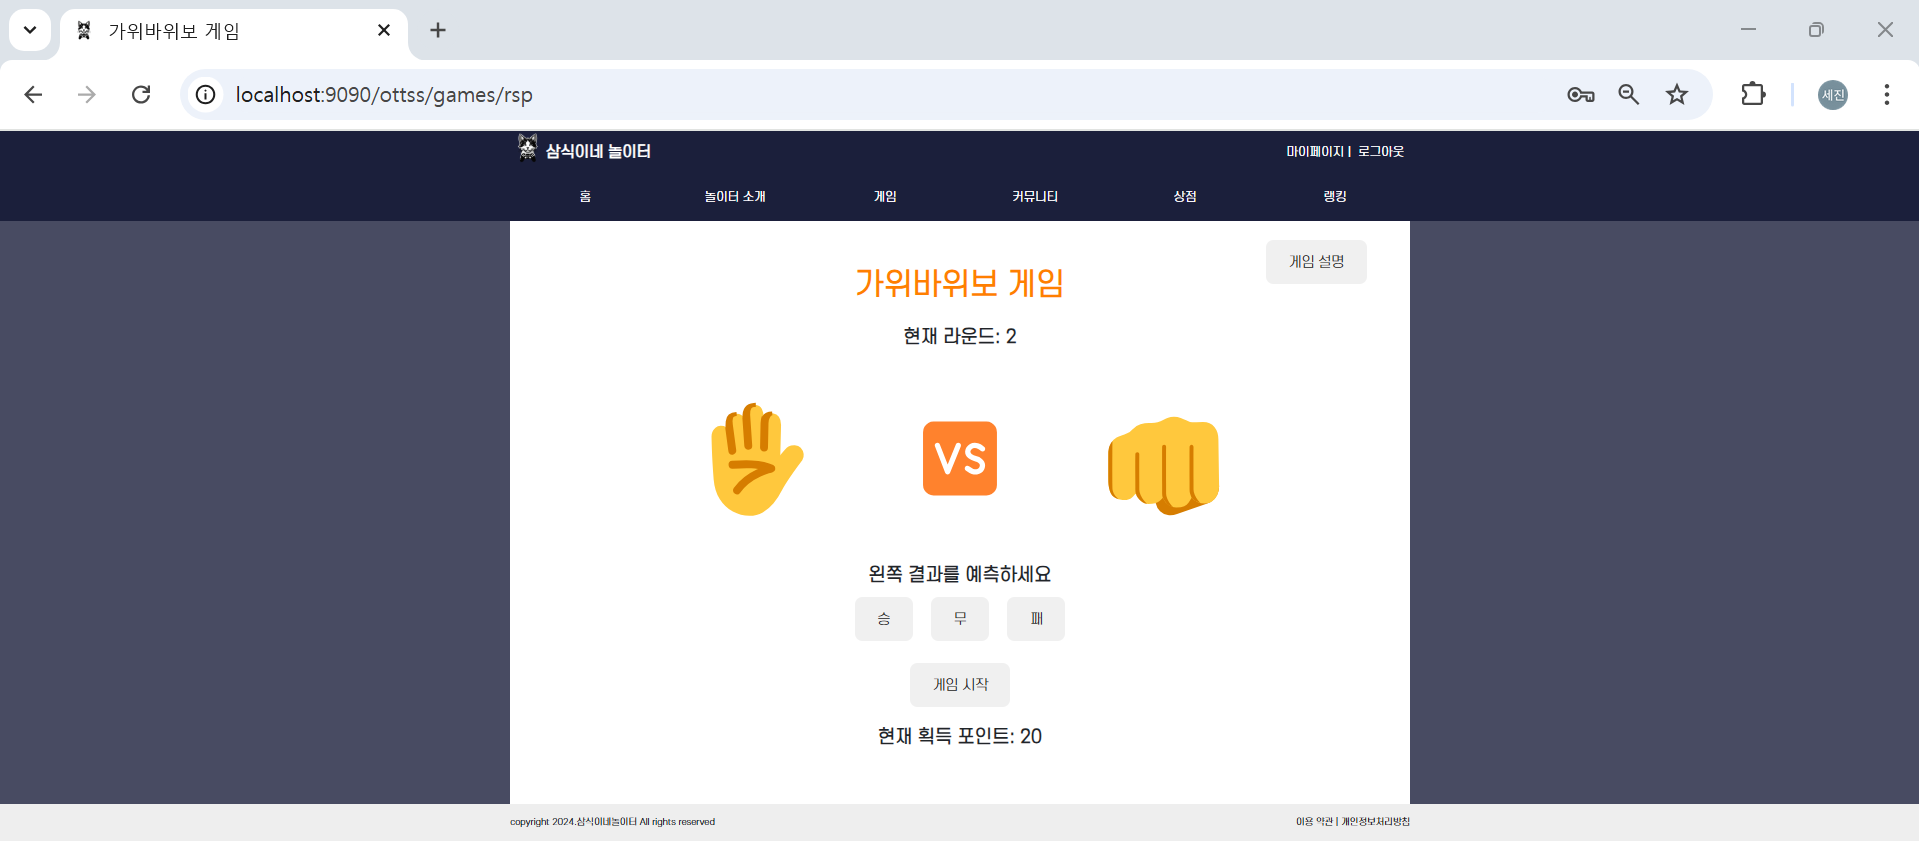 가위바위보 게임
localhost:9090/ottss/games/rsp
세진
삼식이네 놀이터
마이페이지 | 로그아웃
홈 놀이터 소개 게임 커뮤니티 상점 랭킹
게임 설명
가위바위보 게임
현재 라운드: 2
VS
왼쪽 결과를 예측하세요
승 무 패
게임 시작
현재 획득 포인트: 20
copyright 2024.삼식이네놀이터 All rights reserved
이용 약관 | 개인정보처리방침